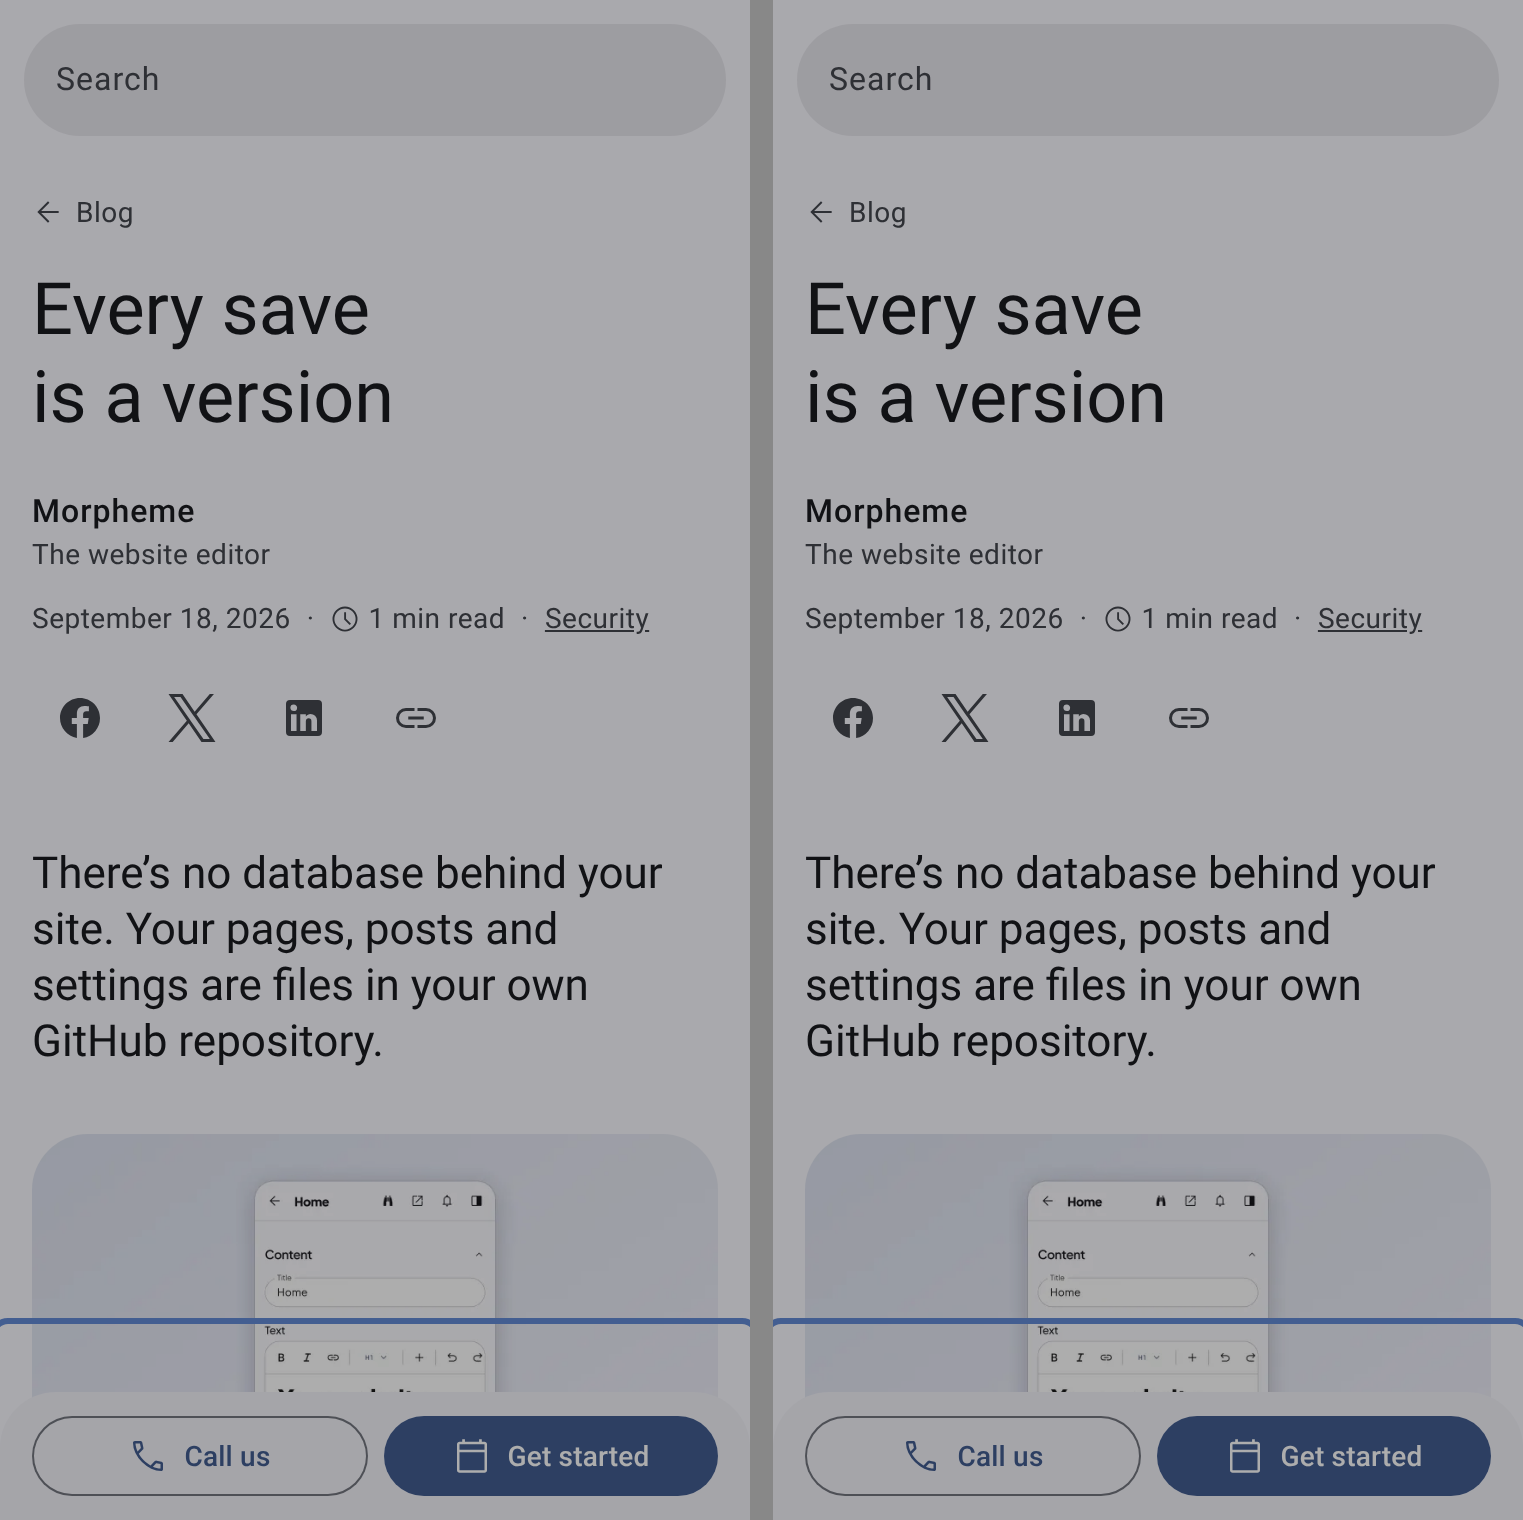 Search
Blog
Every save
is a version
Morpheme
The website editor
September 18, 2026 · 1 min read · Security
There’s no database behind your
site. Your pages, posts and
settings are files in your own
GitHub repository.
Home
Content
Title
Home
Text
B I H1
Call us
Get started
Search
Blog
Every save
is a version
Morpheme
The website editor
September 18, 2026 · 1 min read · Security
There’s no database behind your
site. Your pages, posts and
settings are files in your own
GitHub repository.
Home
Content
Title
Home
Text
B I H1
Call us
Get started